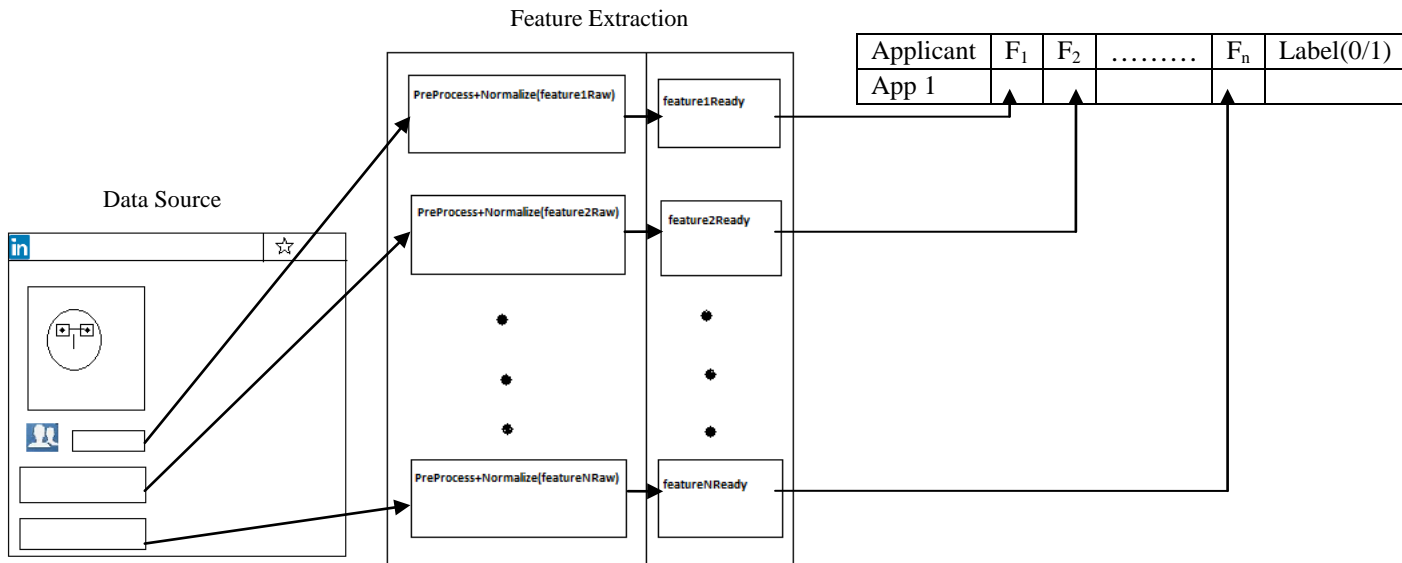 Feature Extraction
Applicant F₁ F₂ ……… Fₙ Label(0/1)
App 1
PreProcess+Normalize(feature1Raw)
feature1Ready
Data Source
in
PreProcess+Normalize(feature2Raw)
feature2Ready
PreProcess+Normalize(featureNRaw)
featureNReady